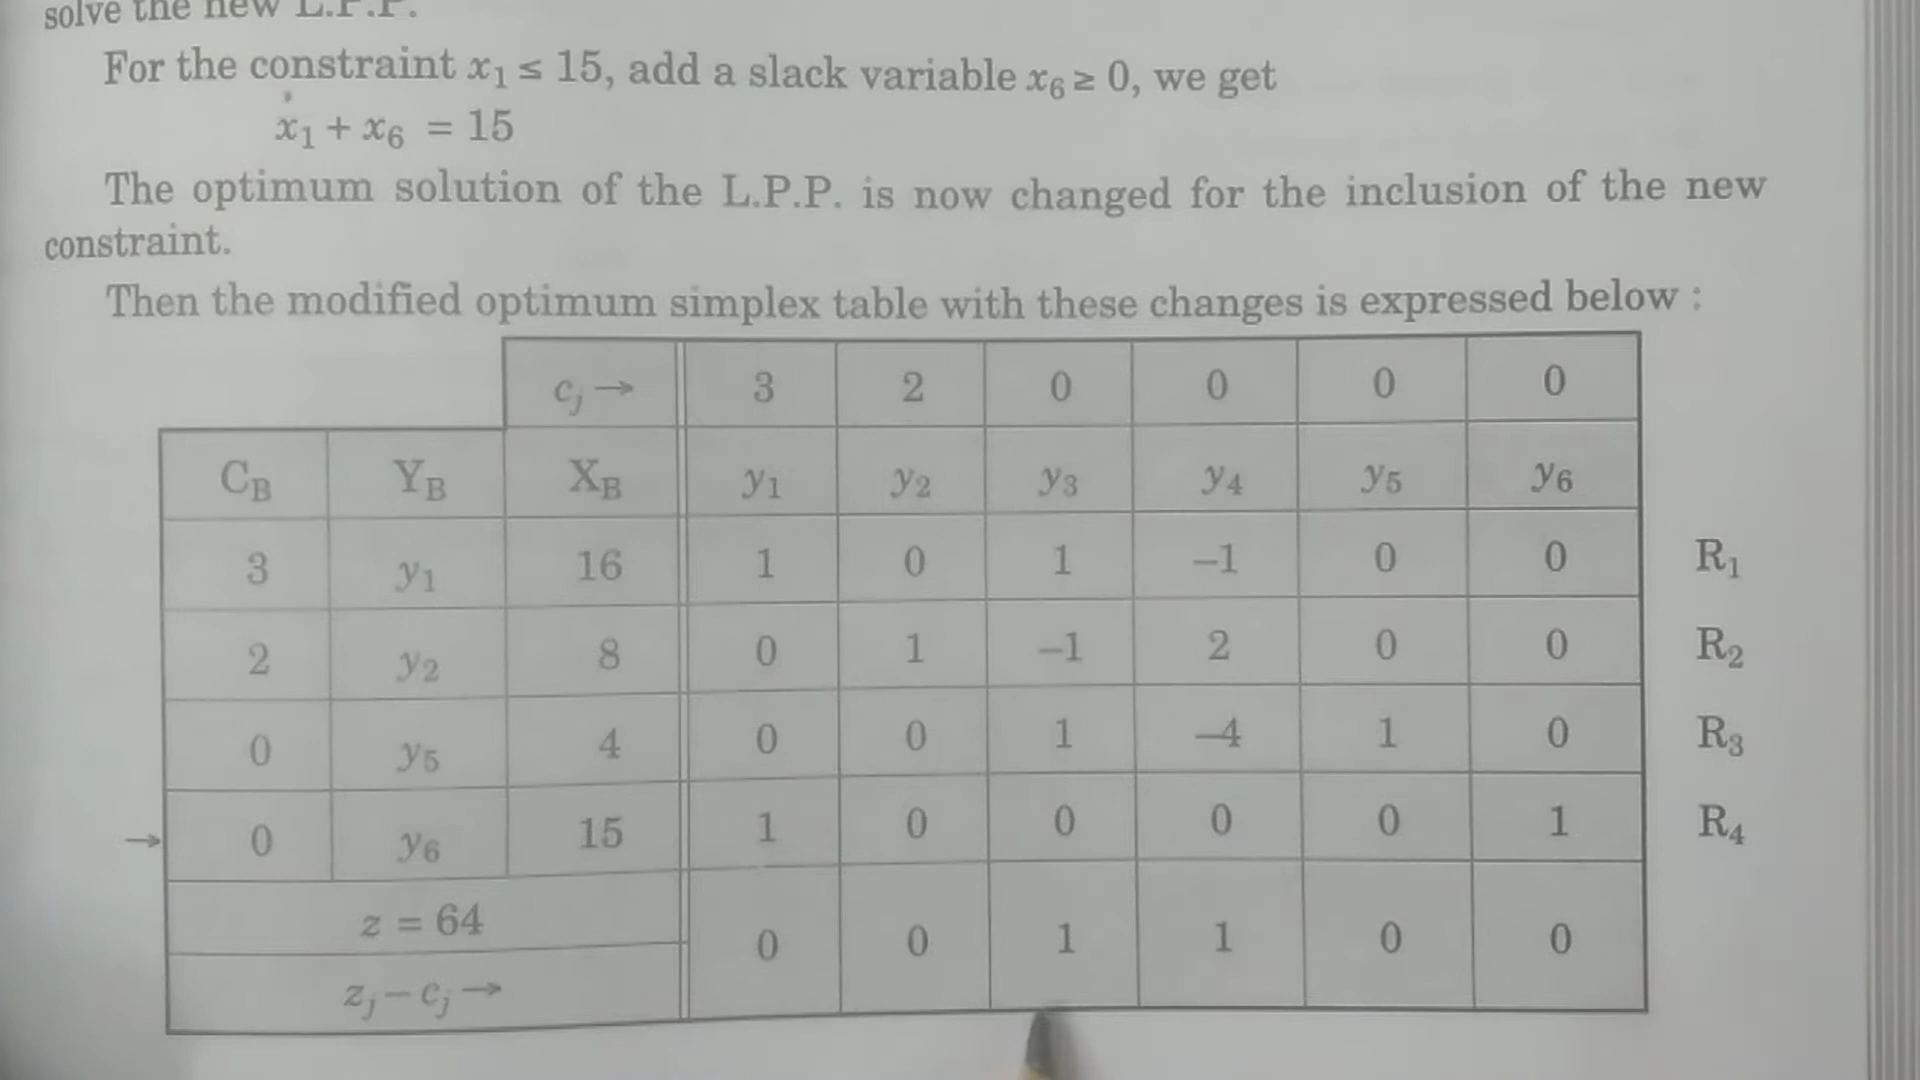 solve the new L.P.P.
For the constraint x₁ ≤ 15, add a slack variable x₆ ≥ 0, we get
x₁ + x₆ = 15
The optimum solution of the L.P.P. is now changed for the inclusion of the new
constraint.
Then the modified optimum simplex table with these changes is expressed below :
cⱼ → 3 2 0 0 0 0
C_B Y_B X_B y₁ y₂ y₃ y₄ y₅ y₆
3 y₁ 16 1 0 1 –1 0 0 R₁
2 y₂ 8 0 1 –1 2 0 0 R₂
0 y₅ 4 0 0 1 –4 1 0 R₃
→ 0 y₆ 15 1 0 0 0 0 1 R₄
z = 64
zⱼ – cⱼ → 0 0 1 1 0 0